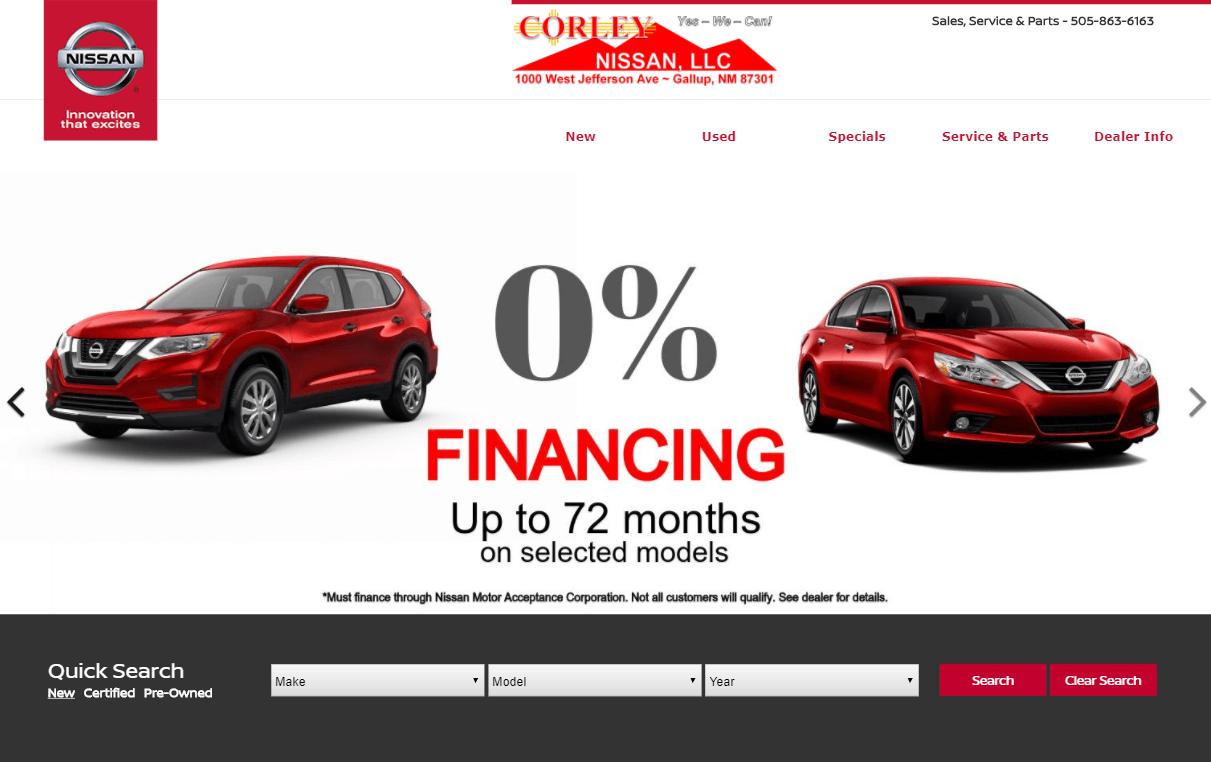 NISSAN
Innovation
that excites
CORLEY
Yes – We – Can!
NISSAN, LLC
1000 West Jefferson Ave ~ Gallup, NM 87301
Sales, Service & Parts - 505-863-6163
New Used Specials Service & Parts Dealer Info
0%
FINANCING
Up to 72 months
on selected models
*Must finance through Nissan Motor Acceptance Corporation. Not all customers will qualify. See dealer for details.
Quick Search
New Certified Pre-Owned
Make Model Year
Search Clear Search